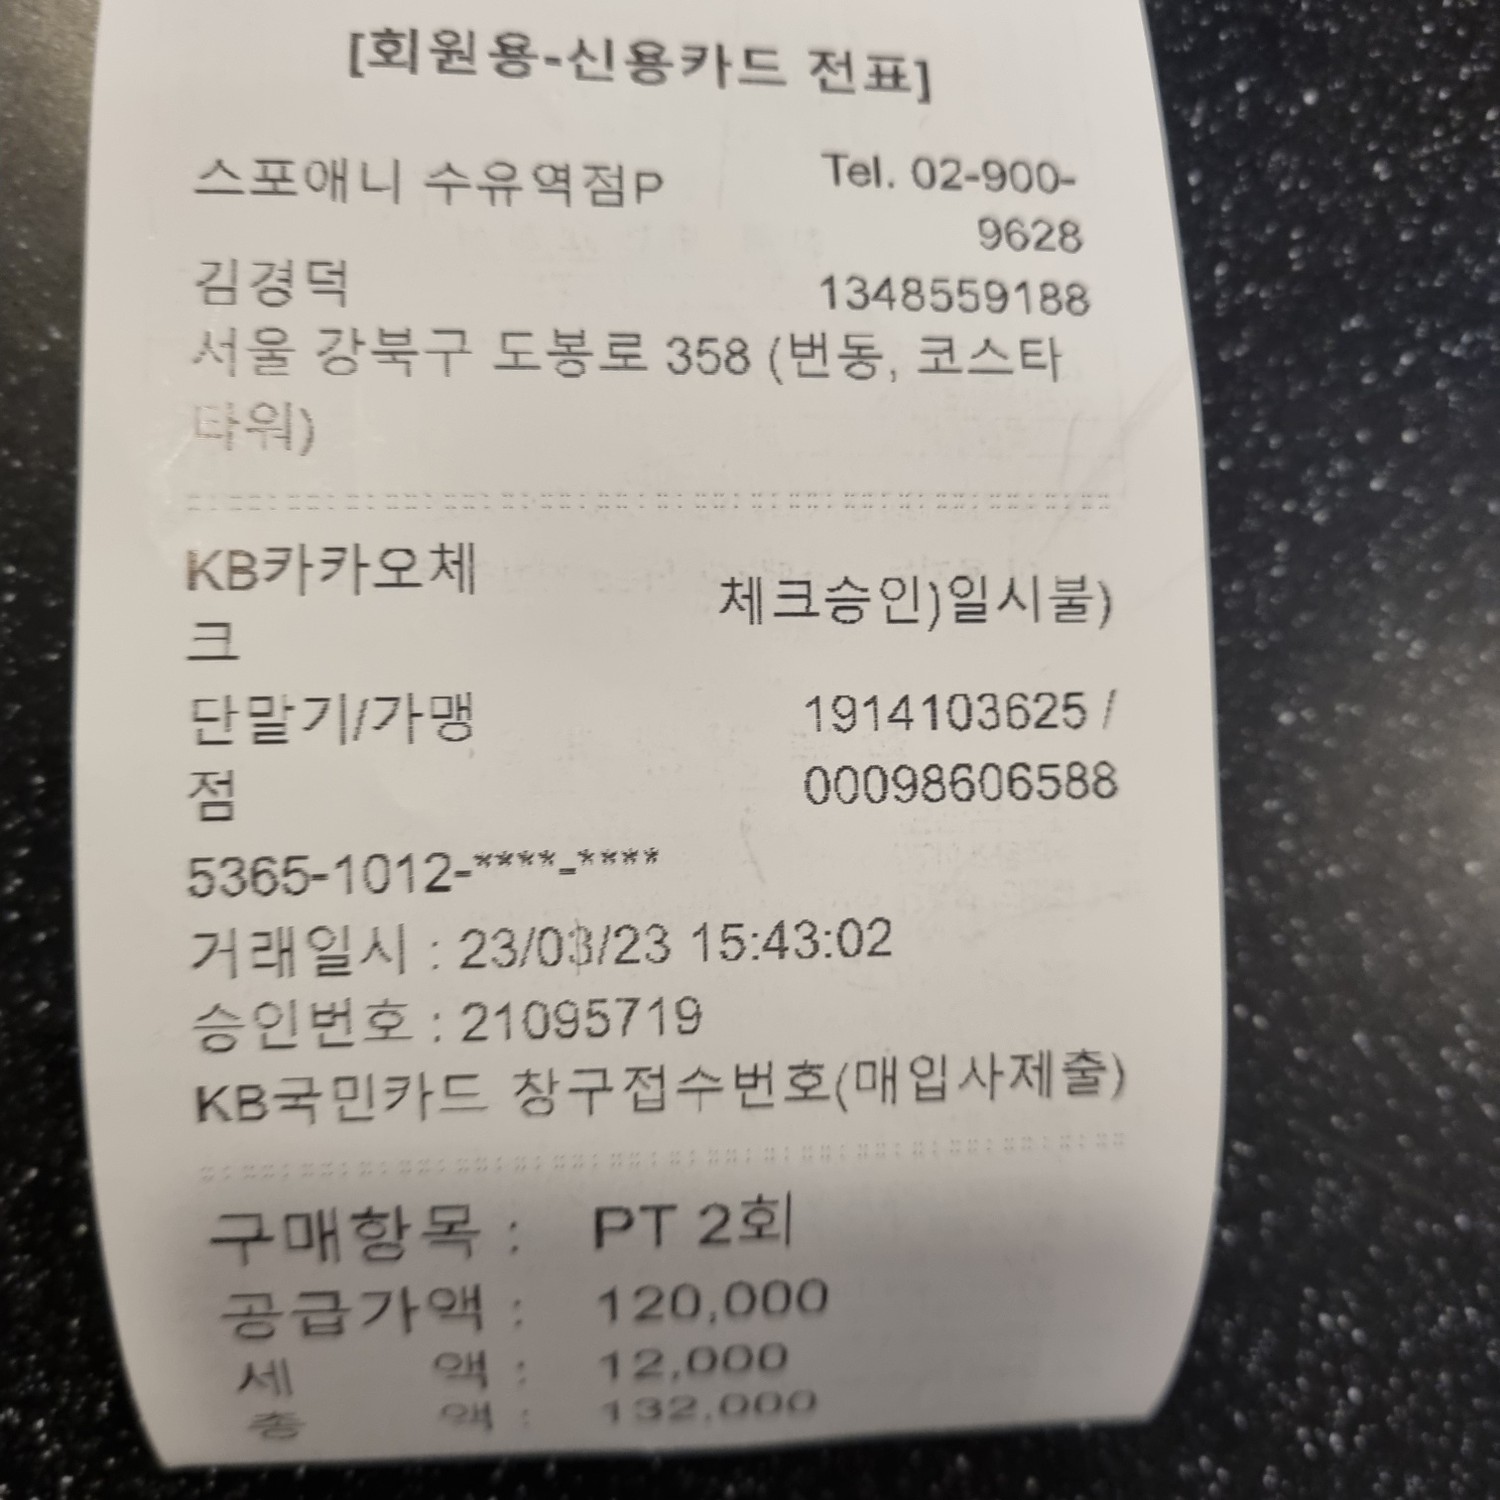 [회원용-신용카드 전표]
스포애니 수유역점P Tel. 02-900-
9628
김경덕 1348559188
서울 강북구 도봉로 358 (번동, 코스타
타워)
KB카카오체
크 체크승인)일시불)
단말기/가맹 1914103625 /
점 00098606588
5365-1012-****-****
거래일시 : 23/03/23 15:43:02
승인번호 : 21095719
KB국민카드 창구접수번호(매입사제출)
구매항목 : PT 2회
공급가액 : 120,000
세 액 : 12,000
총 액 : 132,000